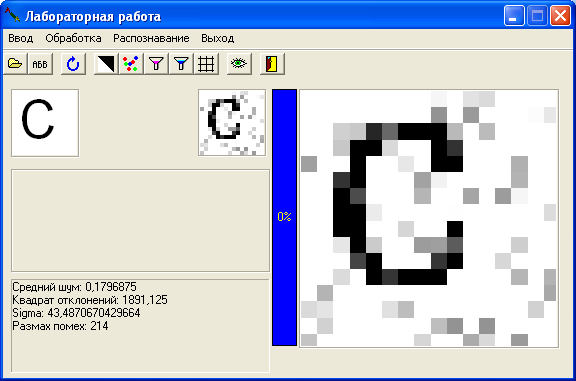 Лабораторная работа
Ввод Обработка Распознавание Выход
АБВ
С
С
0%
С
Средний шум: 0,1796875
Квадрат отклонений: 1891,125
Sigma: 43,4870670429664
Размах помех: 214